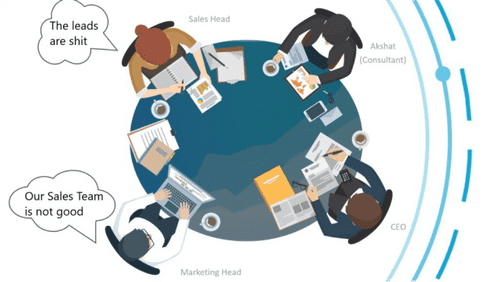 The leads
are shit
Sales Head
Akshat
(Consultant)
Our Sales Team
is not good
CEO
Marketing Head